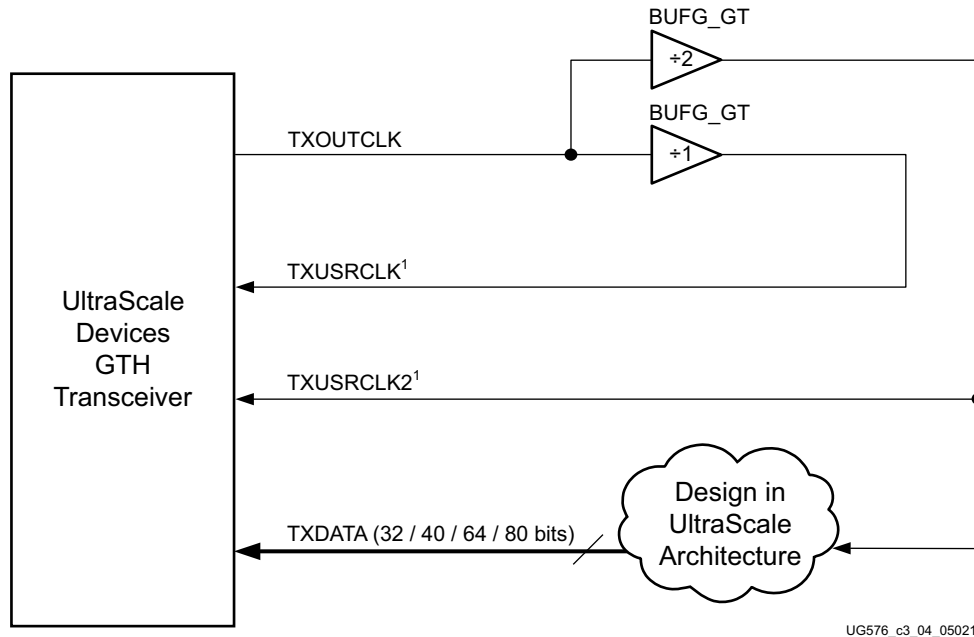 BUFG_GT
÷2
BUFG_GT
÷1
TXOUTCLK
TXUSRCLK¹
UltraScale
Devices
GTH
Transceiver
TXUSRCLK2¹
TXDATA (32 / 40 / 64 / 80 bits)
Design in
UltraScale
Architecture
UG576_c3_04_05021